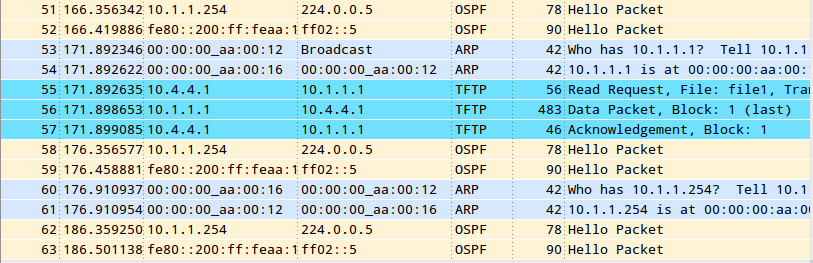 51 166.356342 10.1.1.254 224.0.0.5 OSPF 78 Hello Packet
52 166.419886 fe80::200:ff:feaa:1 ff02::5 OSPF 90 Hello Packet
53 171.892346 00:00:00_aa:00:12 Broadcast ARP 42 Who has 10.1.1.1? Tell 10.1.1
54 171.892622 00:00:00_aa:00:16 00:00:00_aa:00:12 ARP 42 10.1.1.1 is at 00:00:00:aa:00:
55 171.892635 10.4.4.1 10.1.1.1 TFTP 56 Read Request, File: file1, Tran
56 171.898653 10.1.1.1 10.4.4.1 TFTP 483 Data Packet, Block: 1 (last)
57 171.899085 10.4.4.1 10.1.1.1 TFTP 46 Acknowledgement, Block: 1
58 176.356577 10.1.1.254 224.0.0.5 OSPF 78 Hello Packet
59 176.458881 fe80::200:ff:feaa:1 ff02::5 OSPF 90 Hello Packet
60 176.910937 00:00:00_aa:00:16 00:00:00_aa:00:12 ARP 42 Who has 10.1.1.254? Tell 10.1
61 176.910954 00:00:00_aa:00:12 00:00:00_aa:00:16 ARP 42 10.1.1.254 is at 00:00:00:aa:00
62 186.359250 10.1.1.254 224.0.0.5 OSPF 78 Hello Packet
63 186.501138 fe80::200:ff:feaa:1 ff02::5 OSPF 90 Hello Packet